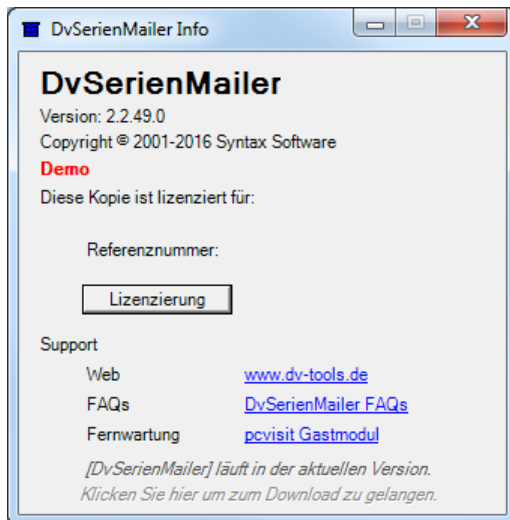 DvSerienMailer Info
DvSerienMailer
Version: 2.2.49.0
Copyright © 2001-2016 Syntax Software
Demo
Diese Kopie ist lizenziert für:
Referenznummer:
Lizenzierung
Support
Web www.dv-tools.de
FAQs DvSerienMailer FAQs
Fernwartung pcvisit Gastmodul
[DvSerienMailer] läuft in der aktuellen Version.
Klicken Sie hier um zum Download zu gelangen.